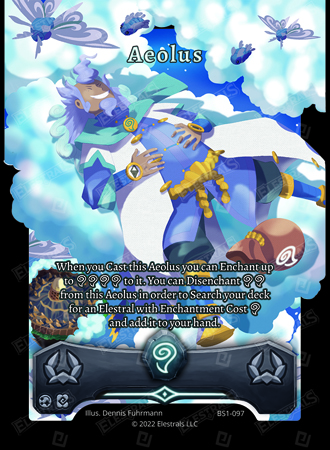 Aeolus
When you Cast this Aeolus you can Enchant up
to to it. You can Disenchant
from this Aeolus in order to Search your deck
for an Elestral with Enchantment Cost
and add it to your hand.
Illus. Dennis Fuhrmann
BS1-097
© 2022 Elestrals LLC
ELESTRALS